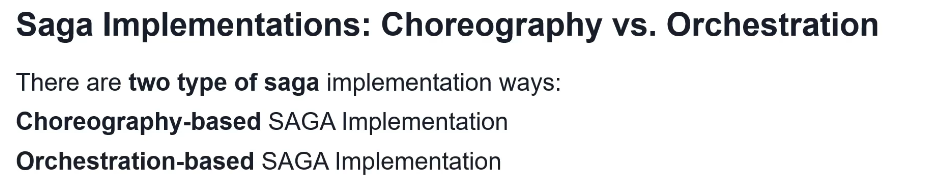 Saga Implementations: Choreography vs. Orchestration
There are two type of saga implementation ways:
Choreography-based SAGA Implementation
Orchestration-based SAGA Implementation